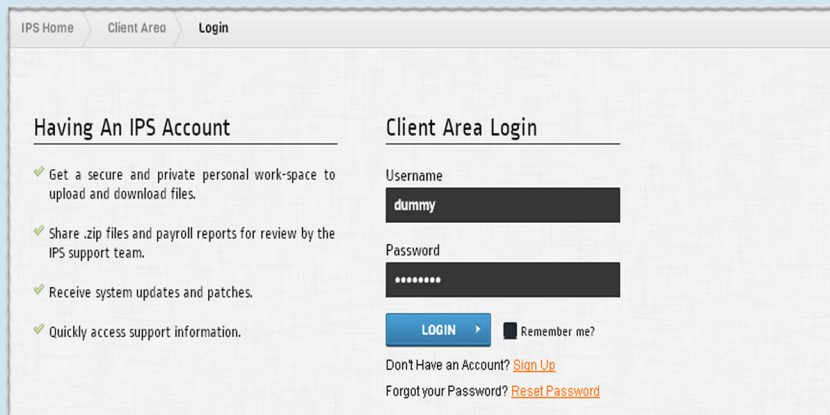 IPS Home Client Area Login
Having An IPS Account
Get a secure and private personal work-space to
upload and download files.
Share .zip files and payroll reports for review by the
IPS support team.
Receive system updates and patches.
Quickly access support information.
Client Area Login
Username
dummy
Password
••••••••
LOGIN
Remember me?
Don't Have an Account? Sign Up
Forgot your Password? Reset Password